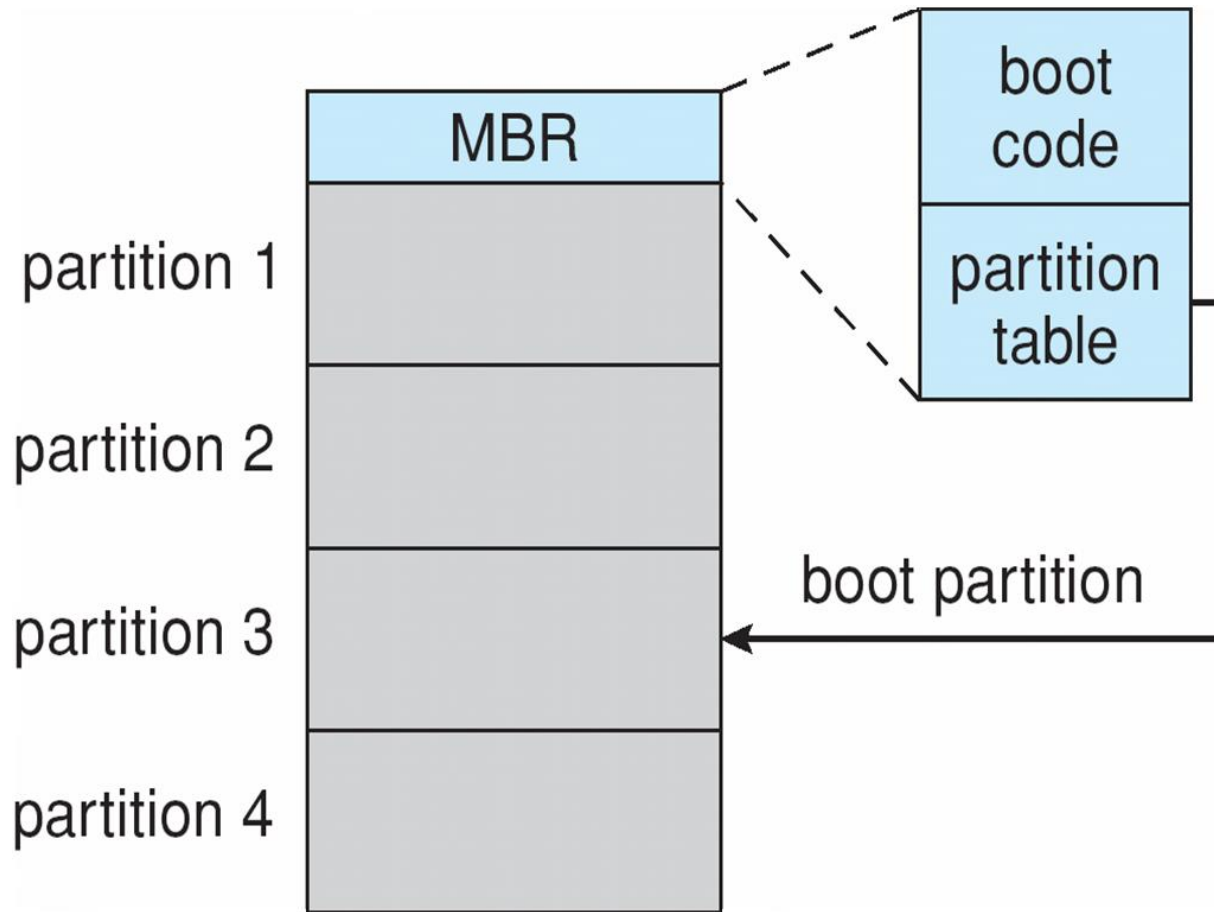 boot
code
MBR
partition 1
partition
table
partition 2
boot partition
partition 3
partition 4